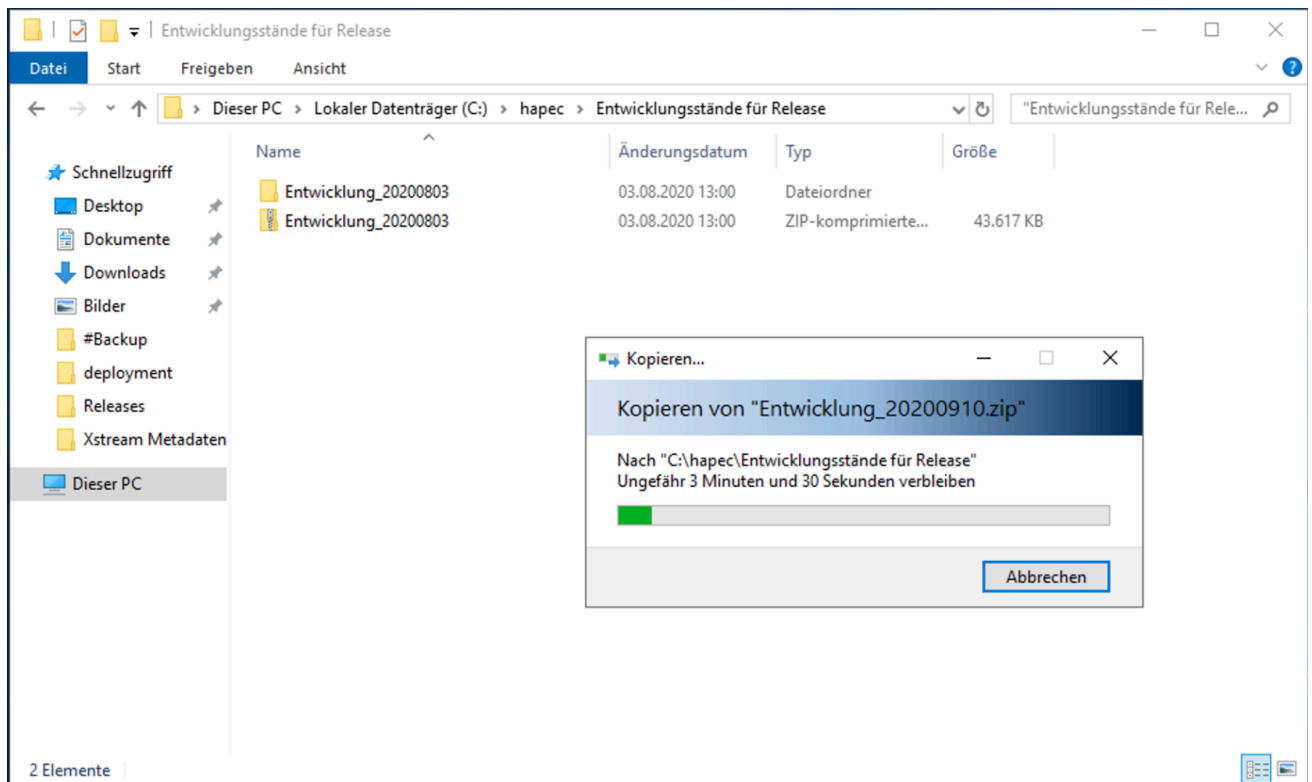 Entwicklungsstände für Release
Datei Start Freigeben Ansicht
Dieser PC Lokaler Datenträger (C:) hapec Entwicklungsstände für Release "Entwicklungsstände für Rele...
Schnellzugriff
Desktop
Dokumente
Downloads
Bilder
#Backup
deployment
Releases
Xstream Metadaten
Dieser PC
Name Änderungsdatum Typ Größe
Entwicklung_20200803 03.08.2020 13:00 Dateiordner
Entwicklung_20200803 03.08.2020 13:00 ZIP-komprimierte... 43.617 KB
Kopieren...
Kopieren von "Entwicklung_20200910.zip"
Nach "C:\hapec\Entwicklungsstände für Release"
Ungefähr 3 Minuten und 30 Sekunden verbleiben
Abbrechen
2 Elemente